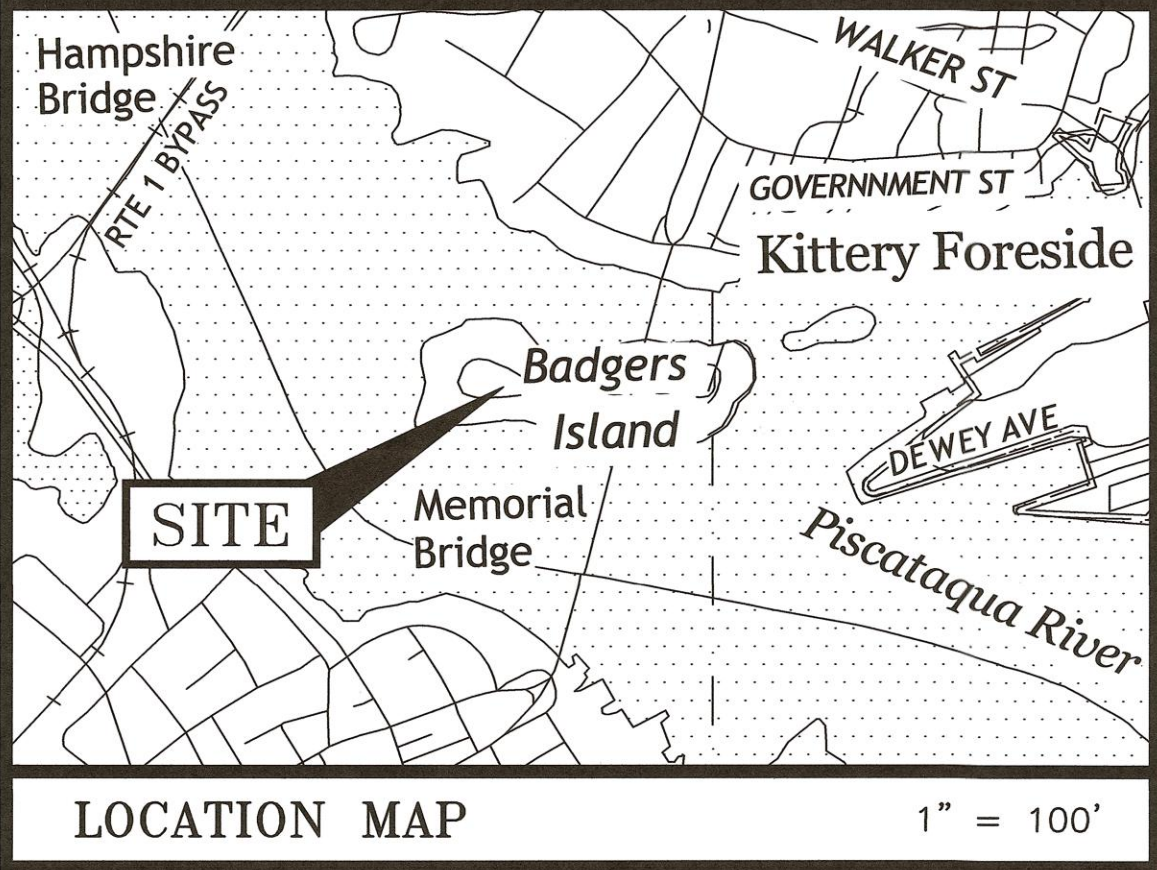 Hampshire
Bridge
RTE 1 BYPASS
WALKER ST
GOVERNNMENT ST
Kittery Foreside
Badgers
Island
DEWEY AVE
SITE
Memorial
Bridge
Piscataqua River
LOCATION MAP
1" = 100'